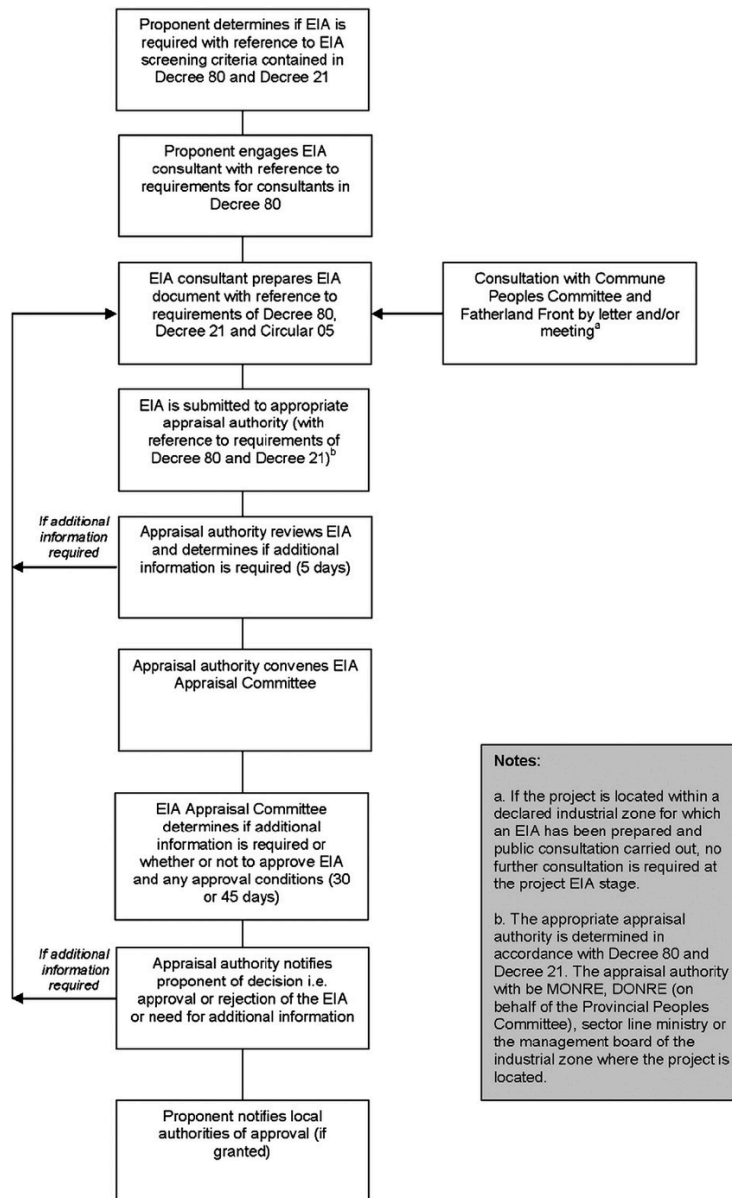 Proponent determines if EIA is
required with reference to EIA
screening criteria contained in
Decree 80 and Decree 21
Proponent engages EIA
consultant with reference to
requirements for consultants in
Decree 80
EIA consultant prepares EIA
document with reference to
requirements of Decree 80,
Decree 21 and Circular 05
Consultation with Commune
Peoples Committee and
Fatherland Front by letter and/or
meeting a
EIA is submitted to appropriate
appraisal authority (with
reference to requirements of
Decree 80 and Decree 21) b
If additional
information
required
Appraisal authority reviews EIA
and determines if additional
information is required (5 days)
Appraisal authority convenes EIA
Appraisal Committee
EIA Appraisal Committee
determines if additional
information is required or
whether or not to approve EIA
and any approval conditions (30
or 45 days)
If additional
information
required
Appraisal authority notifies
proponent of decision i.e.
approval or rejection of the EIA
or need for additional information
Proponent notifies local
authorities of approval (if
granted)
Notes:
a. If the project is located within a
declared industrial zone for which
an EIA has been prepared and
public consultation carried out, no
further consultation is required at
the project EIA stage.
b. The appropriate appraisal
authority is determined in
accordance with Decree 80 and
Decree 21. The appraisal authority
with be MONRE, DONRE (on
behalf of the Provincial Peoples
Committee), sector line ministry or
the management board of the
industrial zone where the project is
located.